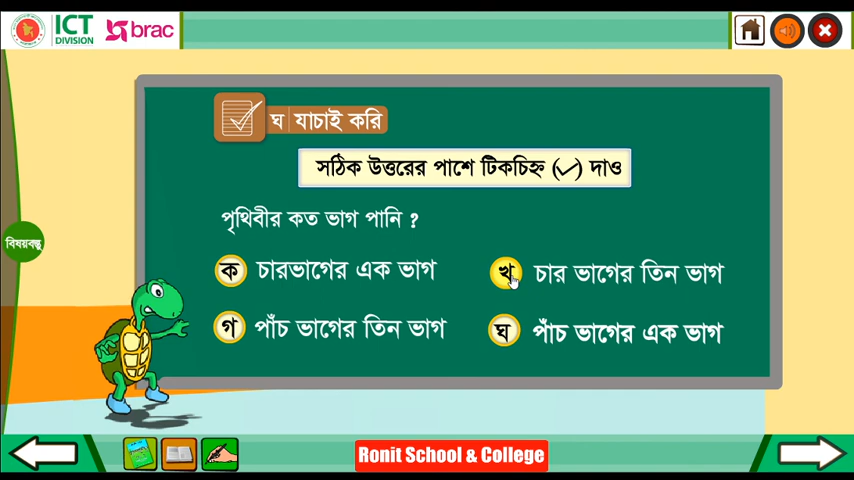 ICT
DIVISION
brac
ঘ যাচাই করি
সঠিক উত্তরের পাশে টিকচিহ্ন (✓) দাও
পৃথিবীর কত ভাগ পানি ?
ক চারভাগের এক ভাগ
খ চার ভাগের তিন ভাগ
গ পাঁচ ভাগের তিন ভাগ
ঘ পাঁচ ভাগের এক ভাগ
বিষয়বস্তু
Ronit School & College